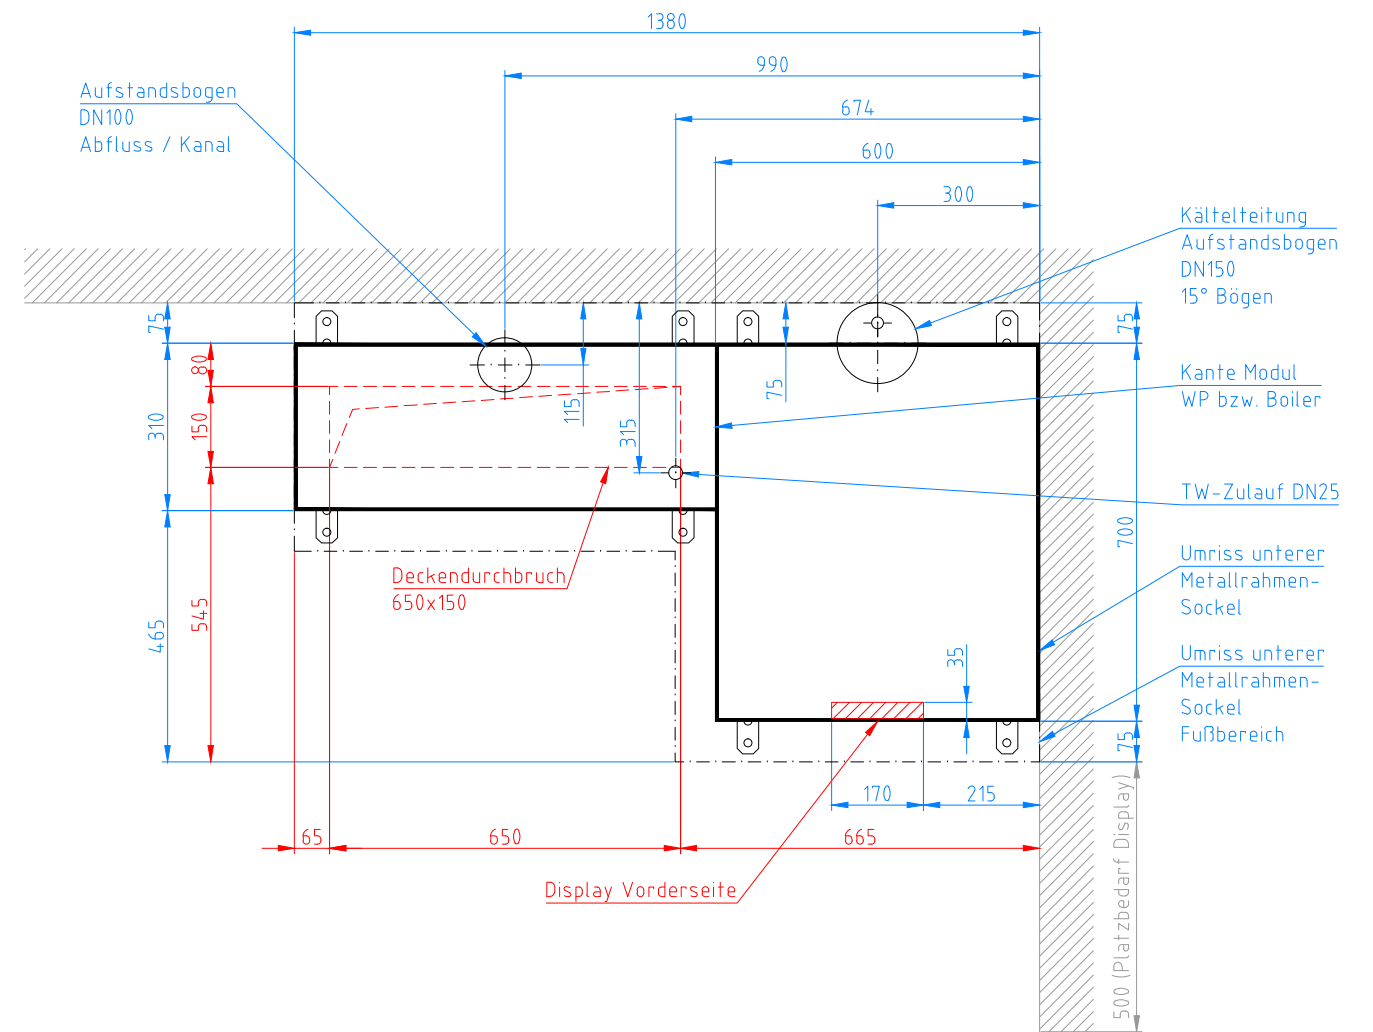 1380
990
674
600
300
Aufstandsbogen
DN100
Abfluss / Kanal
Kältelteitung
Aufstandsbogen
DN150
15° Bögen
75
80
310
150
115
315
75
75
Kante Modul
WP bzw. Boiler
TW-Zulauf DN25
700
Umriss unterer
Metallrahmen-
Sockel
Umriss unterer
Metallrahmen-
Sockel
Fußbereich
Deckendurchbruch
650x150
465
545
35
75
170
215
65
650
665
Display Vorderseite
500 (Platzbedarf Display)